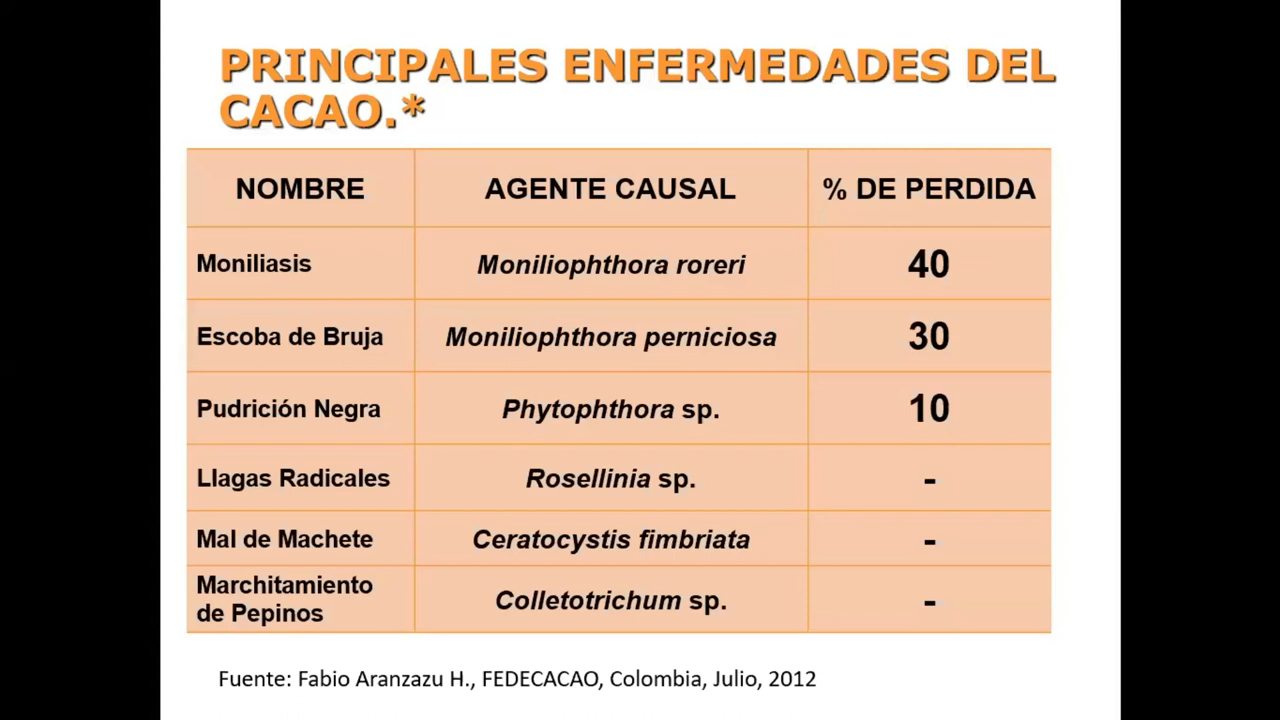 PRINCIPALES ENFERMEDADES DEL
CACAO.*
NOMBRE AGENTE CAUSAL % DE PERDIDA
Moniliasis Moniliophthora roreri 40
Escoba de Bruja Moniliophthora perniciosa 30
Pudrición Negra Phytophthora sp. 10
Llagas Radicales Rosellinia sp. -
Mal de Machete Ceratocystis fimbriata -
Marchitamiento
de Pepinos Colletotrichum sp. -
Fuente: Fabio Aranzazu H., FEDECACAO, Colombia, Julio, 2012